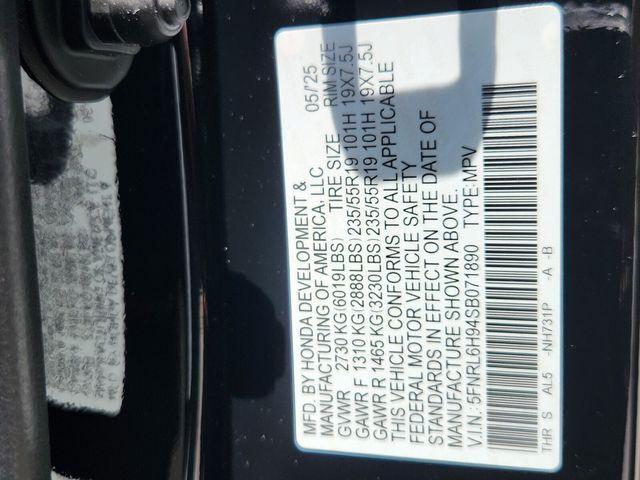 MFD. BY HONDA DEVELOPMENT &
MANUFACTURING OF AMERICA, LLC 05/'25
GVWR 2730 KG (6019LBS) TIRE SIZE RIM SIZE
GAWR F 1310 KG (2888LBS) 235/55R19 101H 19X7.5J
GAWR R 1465 KG (3230LBS) 235/55R19 101H 19X7.5J
THIS VEHICLE CONFORMS TO ALL APPLICABLE
FEDERAL MOTOR VEHICLE SAFETY
STANDARDS IN EFFECT ON THE DATE OF
MANUFACTURE SHOWN ABOVE.
V.I.N.: 5FNRL6H94SB071890 TYPE: MPV
THR S AL5 -NH731P -A -B